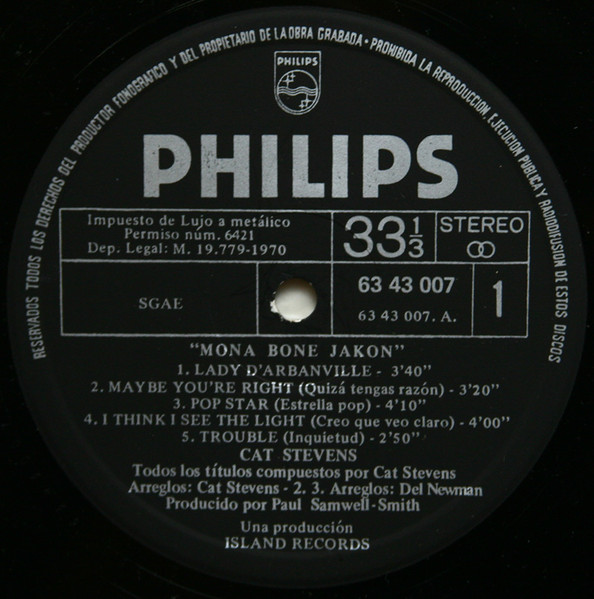 RESERVADOS TODOS LOS DERECHOS DEL PRODUCTOR FONOGRAFICO Y DEL PROPIETARIO DE LA OBRA GRABADA • PROHIBIDA LA REPRODUCCION, EJECUCION PUBLICA Y RADIODIFUSION DE ESTOS DISCOS
PHILIPS
PHILIPS
Impuesto de Lujo a metálico
Permiso núm. 6421
Dep. Legal: M. 19.779-1970
33 1/3
STEREO
SGAE
63 43 007
63 43 007. A.
1
"MONA BONE JAKON"
1. LADY D'ARBANVILLE - 3'40"
2. MAYBE YOU'RE RIGHT (Quizá tengas razón) - 3'20"
3. POP STAR (Estrella pop) - 4'10"
4. I THINK I SEE THE LIGHT (Creo que veo claro) - 4'00"
5. TROUBLE (Inquietud) - 2'50"
CAT STEVENS
Todos los títulos compuestos por Cat Stevens
Arreglos: Cat Stevens - 2. 3. Arreglos: Del Newman
Producido por Paul Samwell-Smith
Una producción
ISLAND RECORDS